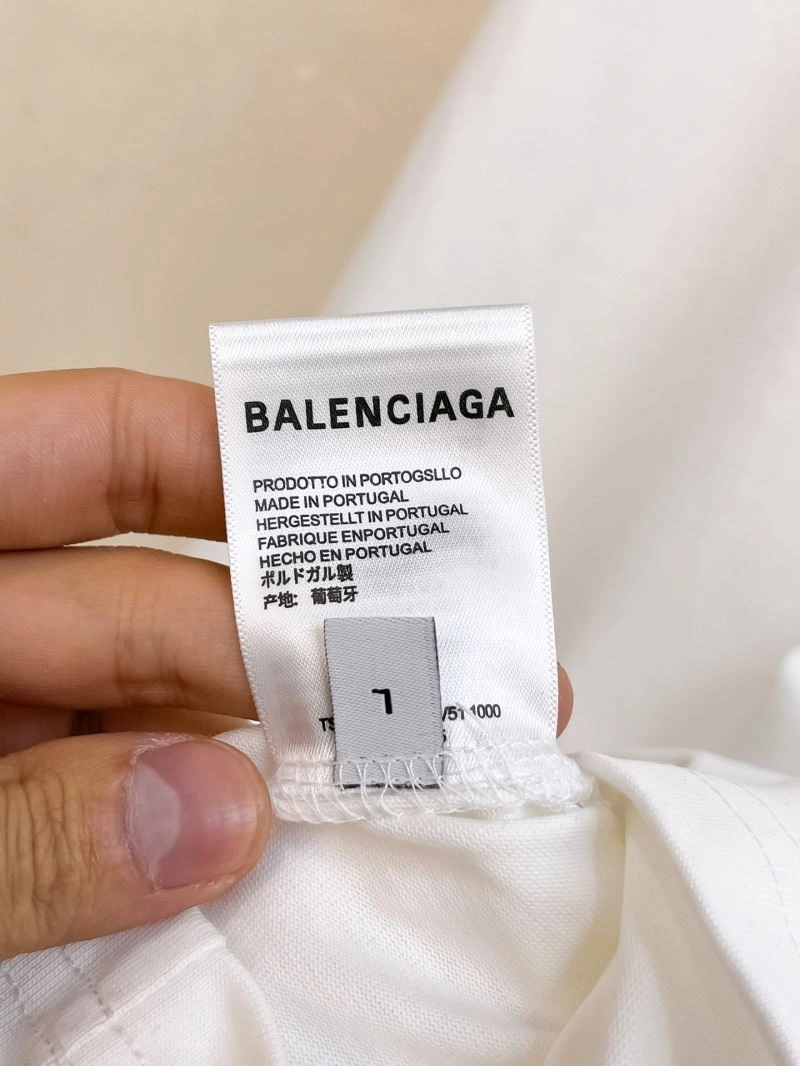 BALENCIAGA
PRODOTTO IN PORTOGSLLO
MADE IN PORTUGAL
HERGESTELLT IN PORTUGAL
FABRIQUE ENPORTUGAL
HECHO EN PORTUGAL
ポルドガル製
产地: 葡萄牙
L
1000